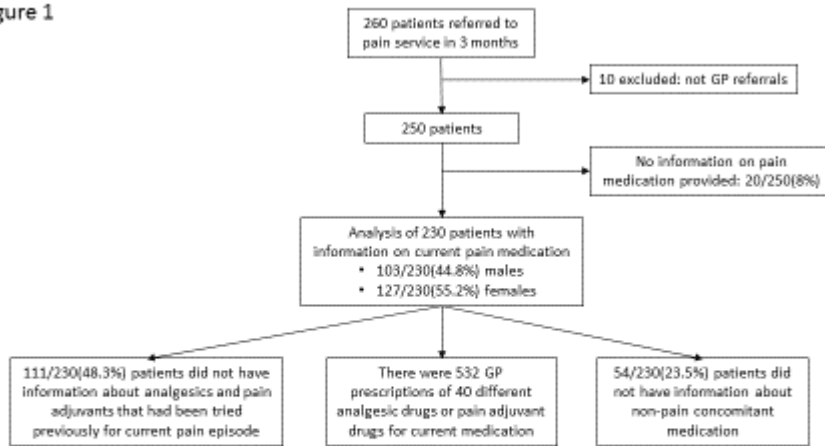 gure 1
260 patients referred to
pain service in 3 months
10 excluded: not GP referrals
250 patients
No information on pain
medication provided: 20/250(8%)
Analysis of 230 patients with
information on current pain medication
• 103/230(44.8%) males
• 127/230(55.2%) females
111/230(48.3%) patients did not have
information about analgesics and pain
adjuvants that had been tried
previously for current pain episode
There were 532 GP
prescriptions of 40 different
analgesic drugs or pain adjuvant
drugs for current medication
54/230(23.5%) patients did
not have information about
non-pain concomitant
medication